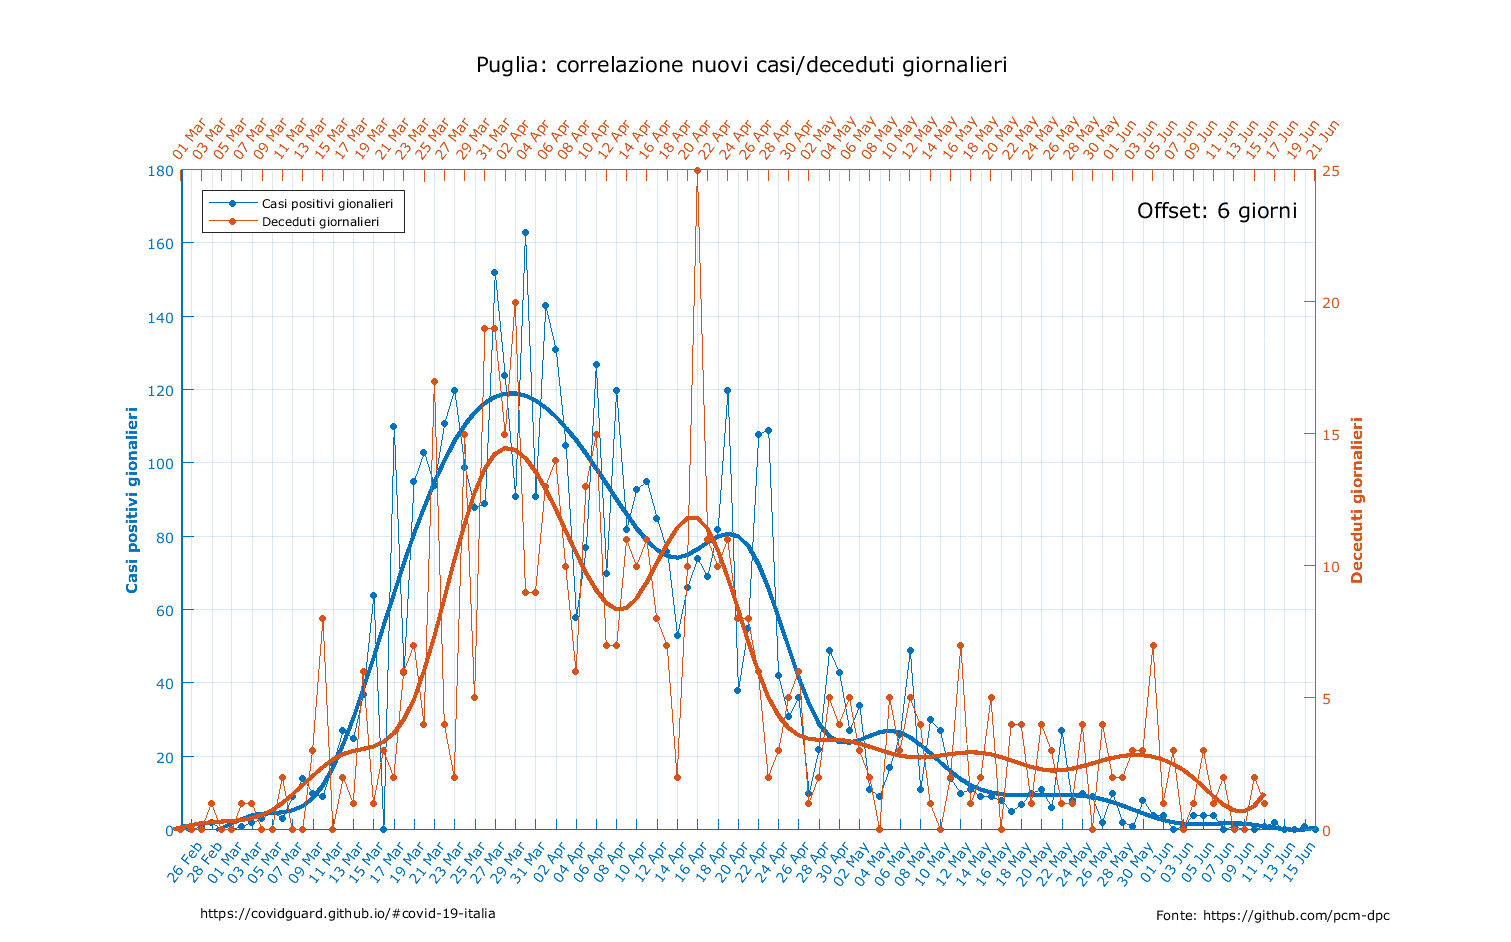 Puglia: correlazione nuovi casi/deceduti giornalieri
01 Mar 03 Mar 05 Mar 07 Mar 09 Mar 11 Mar 13 Mar 15 Mar 17 Mar 19 Mar 21 Mar 23 Mar 25 Mar 27 Mar 29 Mar 31 Mar 02 Apr 04 Apr 06 Apr 08 Apr 10 Apr 12 Apr 14 Apr 16 Apr 18 Apr 20 Apr 22 Apr 24 Apr 26 Apr 28 Apr 30 Apr 02 May 04 May 06 May 08 May 10 May 12 May 14 May 16 May 18 May 20 May 22 May 24 May 26 May 28 May 30 May 01 Jun 03 Jun 05 Jun 07 Jun 09 Jun 11 Jun 13 Jun 15 Jun 17 Jun 19 Jun 21 Jun
180
160
140
120
100
80
60
40
20
0
Casi positivi gionalieri
Casi positivi gionalieri
Deceduti giornalieri
Offset: 6 giorni
25
20
15
10
5
0
Deceduti giornalieri
26 Feb 28 Feb 01 Mar 03 Mar 05 Mar 07 Mar 09 Mar 11 Mar 13 Mar 15 Mar 17 Mar 19 Mar 21 Mar 23 Mar 25 Mar 27 Mar 29 Mar 31 Mar 02 Apr 04 Apr 06 Apr 08 Apr 10 Apr 12 Apr 14 Apr 16 Apr 18 Apr 20 Apr 22 Apr 24 Apr 26 Apr 28 Apr 30 Apr 02 May 04 May 06 May 08 May 10 May 12 May 14 May 16 May 18 May 20 May 22 May 24 May 26 May 28 May 30 May 01 Jun 03 Jun 05 Jun 07 Jun 09 Jun 11 Jun 13 Jun 15 Jun
https://covidguard.github.io/#covid-19-italia
Fonte: https://github.com/pcm-dpc